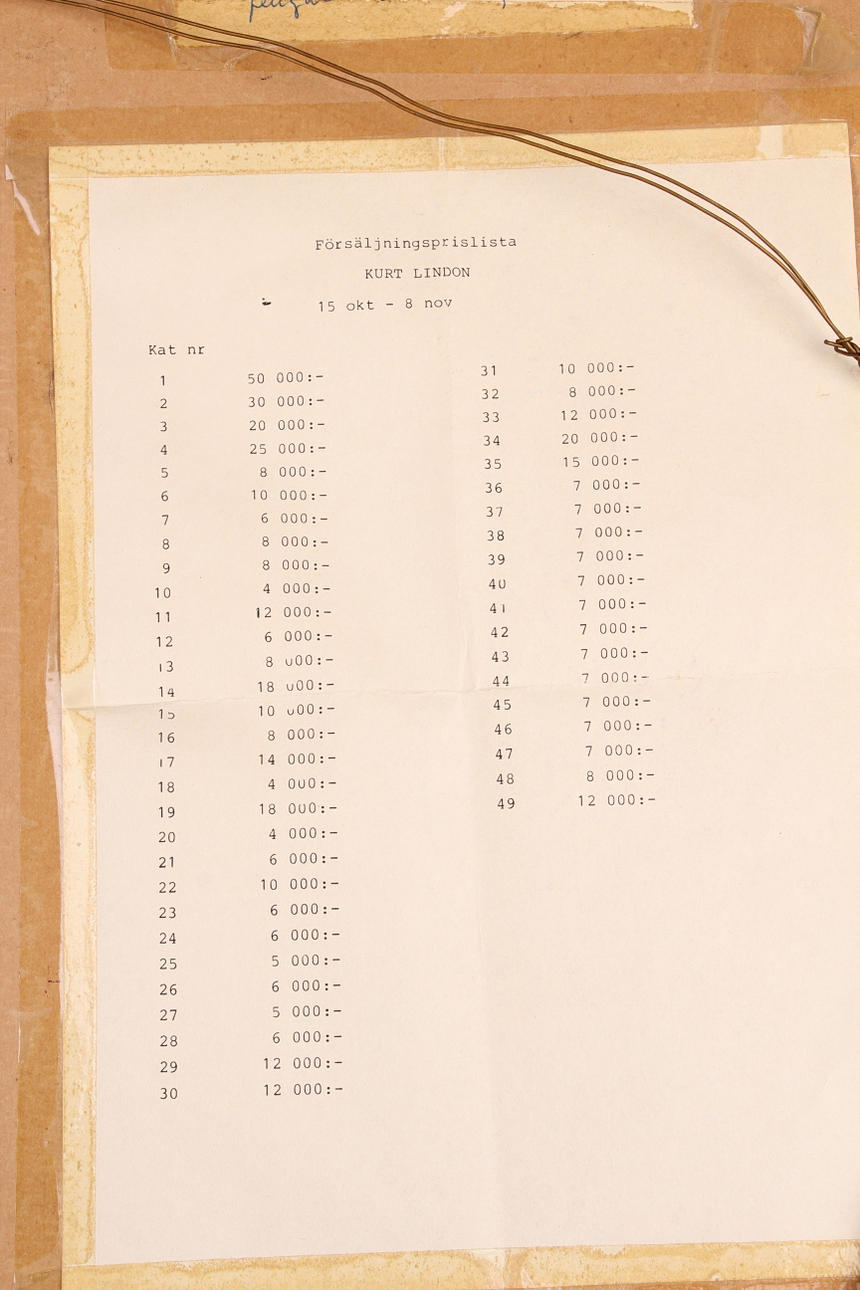 Försäljningsprislista
KURT LINDON
15 okt - 8 nov
Kat nr
1 50 000:-
2 30 000:-
3 20 000:-
4 25 000:-
5 8 000:-
6 10 000:-
7 6 000:-
8 8 000:-
9 8 000:-
10 4 000:-
11 12 000:-
12 6 000:-
13 8 000:-
14 18 000:-
15 10 000:-
16 8 000:-
17 14 000:-
18 4 000:-
19 18 000:-
20 4 000:-
21 6 000:-
22 10 000:-
23 6 000:-
24 6 000:-
25 5 000:-
26 6 000:-
27 5 000:-
28 6 000:-
29 12 000:-
30 12 000:-
31 10 000:-
32 8 000:-
33 12 000:-
34 20 000:-
35 15 000:-
36 7 000:-
37 7 000:-
38 7 000:-
39 7 000:-
40 7 000:-
41 7 000:-
42 7 000:-
43 7 000:-
44 7 000:-
45 7 000:-
46 7 000:-
47 7 000:-
48 8 000:-
49 12 000:-